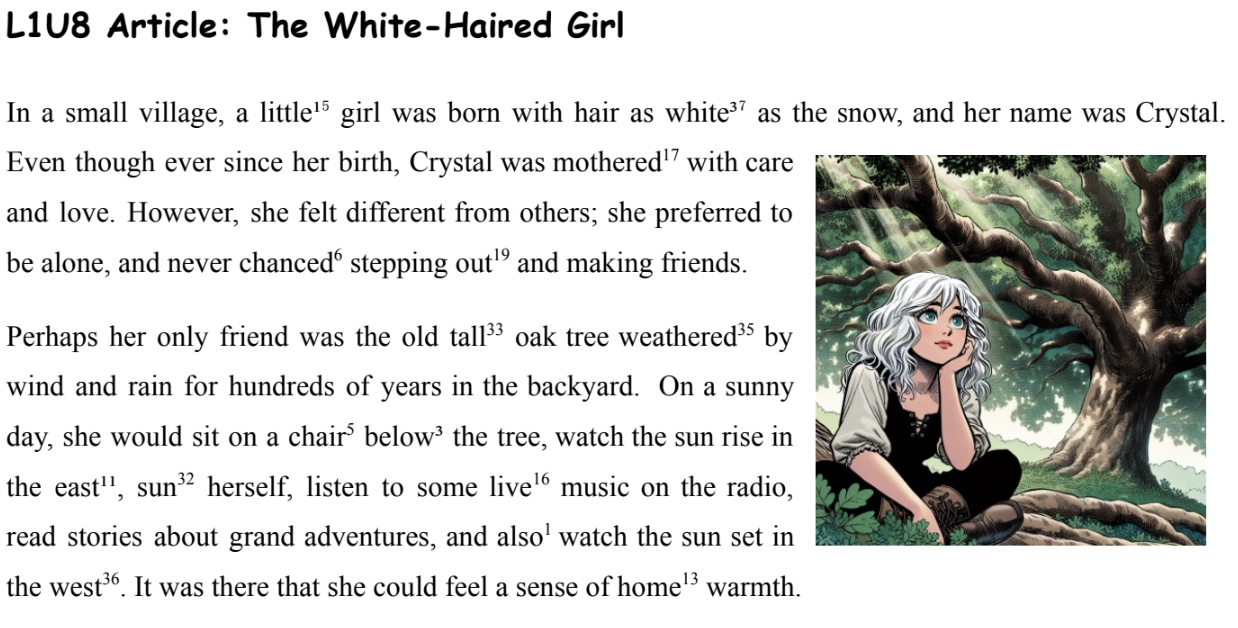 L1U8 Article: The White-Haired Girl
In a small village, a little¹⁵ girl was born with hair as white³⁷ as the snow, and her name was Crystal.
Even though ever since her birth, Crystal was mothered¹⁷ with care
and love. However, she felt different from others; she preferred to
be alone, and never chanced⁶ stepping out¹⁹ and making friends.
Perhaps her only friend was the old tall³³ oak tree weathered³⁵ by
wind and rain for hundreds of years in the backyard. On a sunny
day, she would sit on a chair⁵ below³ the tree, watch the sun rise in
the east¹¹, sun³² herself, listen to some live¹⁶ music on the radio,
read stories about grand adventures, and also¹ watch the sun set in
the west³⁶. It was there that she could feel a sense of home¹³ warmth.